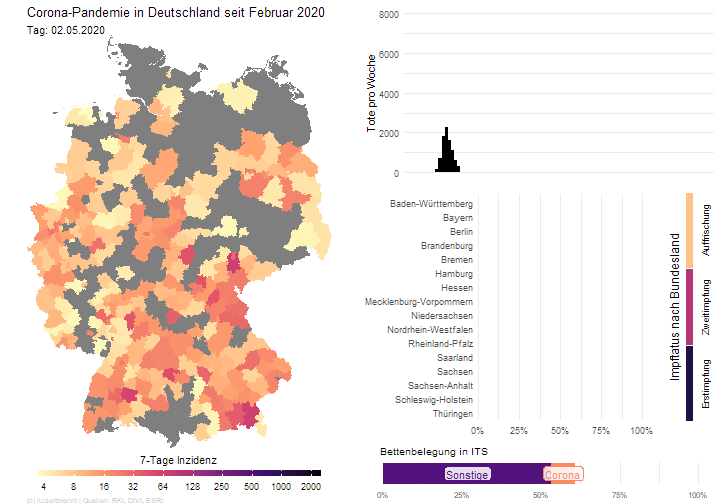 Corona-Pandemie in Deutschland seit Februar 2020
Tag: 02.05.2020
7-Tage Inzidenz
4 8 16 32 64 125 250 500 1000 2000
(c) /u/zeitbrennt | Quellen: RKI, DIVI, ESRI
Tote pro Woche
8000
6000
4000
2000
0
Baden-Württemberg
Bayern
Berlin
Brandenburg
Bremen
Hamburg
Hessen
Mecklenburg-Vorpommern
Niedersachsen
Nordrhein-Westfalen
Rheinland-Pfalz
Saarland
Sachsen
Sachsen-Anhalt
Schleswig-Holstein
Thüringen
0% 25% 50% 75% 100%
Impfstatus nach Bundesland
Auffrischung
Zweitimpfung
Erstimpfung
Bettenbelegung in ITS
Sonstige Corona
0% 25% 50% 75% 100%